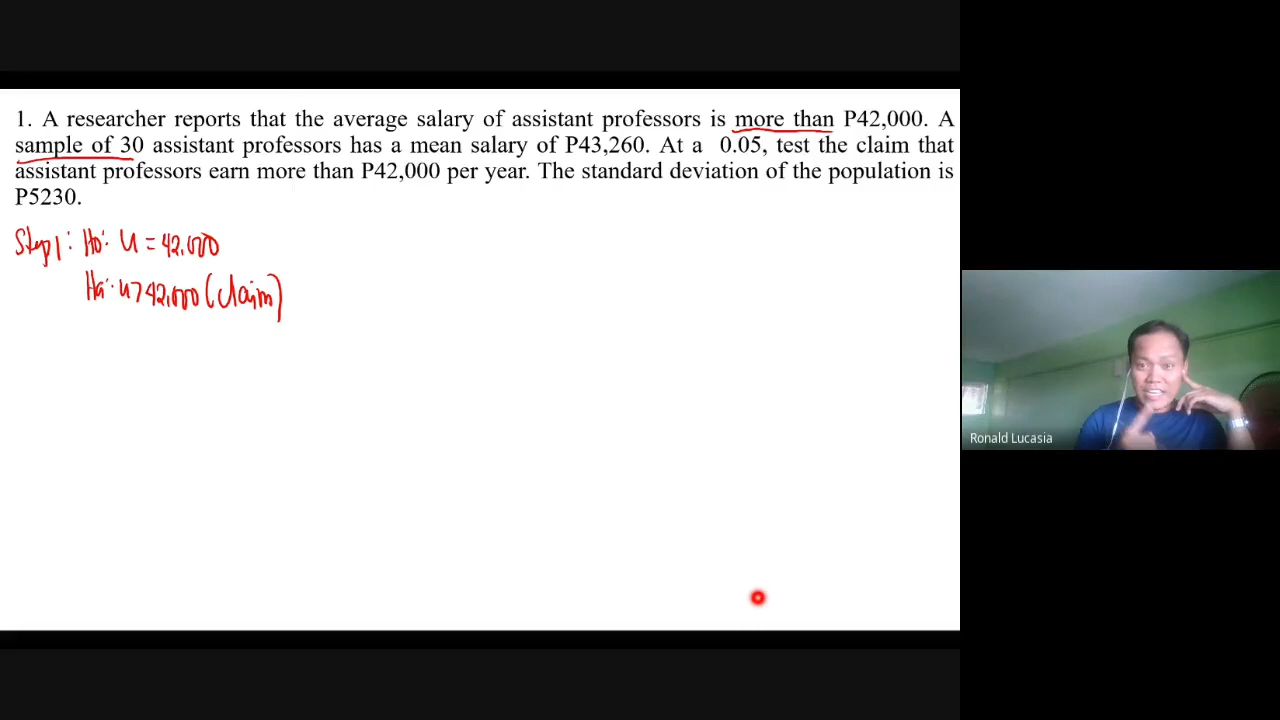 1. A researcher reports that the average salary of assistant professors is more than P42,000. A
sample of 30 assistant professors has a mean salary of P43,260. At a 0.05, test the claim that
assistant professors earn more than P42,000 per year. The standard deviation of the population is
P5230.
Step 1: Ho: u = 42,000
Ha: u > 42,000 (claim)
Ronald Lucasia